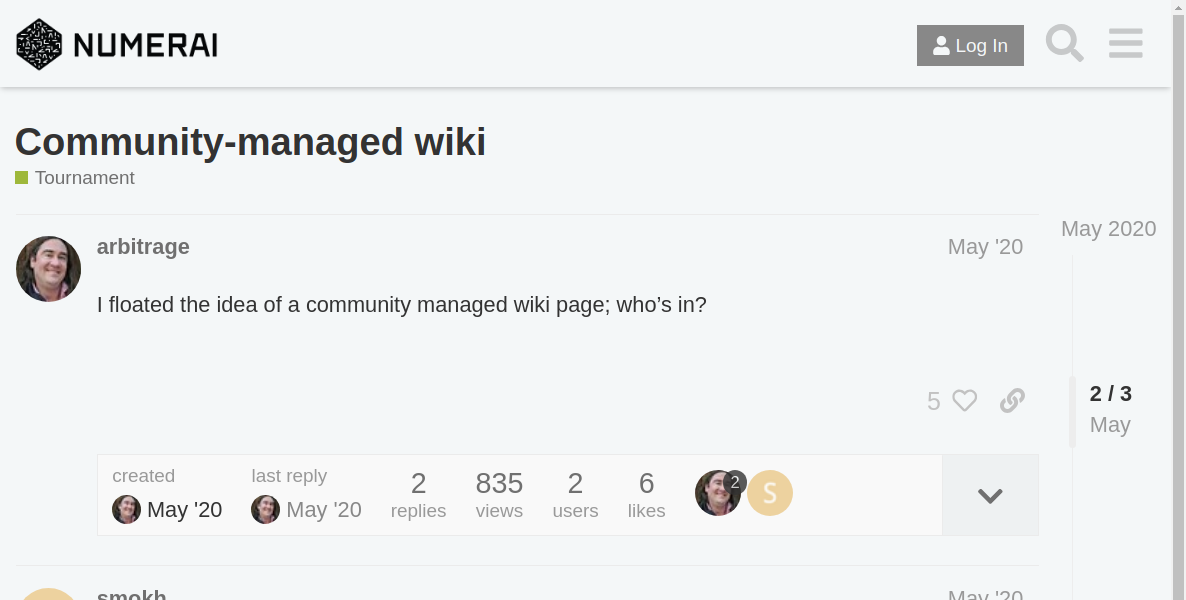 NUMERAI
Log In
Community-managed wiki
Tournament
arbitrage
May '20
May 2020
I floated the idea of a community managed wiki page; who’s in?
5
2 / 3
May
created
last reply
2
835
2
6
2
S
May '20
May '20
replies
views
users
likes
smokh
May '20